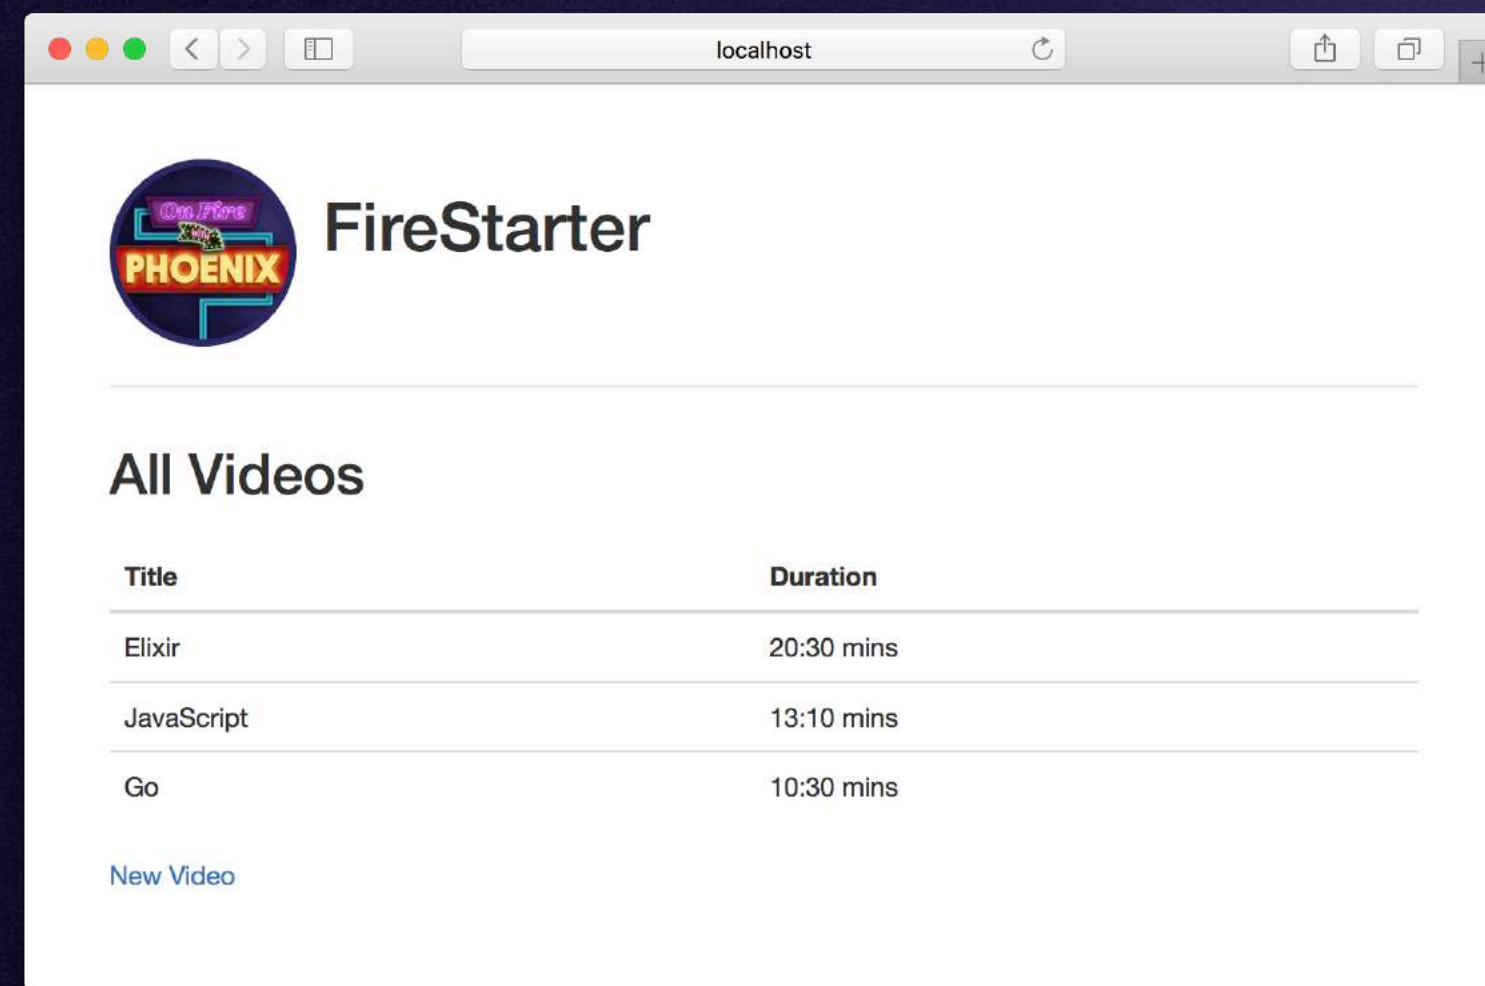 localhost
On Fire
WITH
PHOENIX
FireStarter
All Videos
Title Duration
Elixir 20:30 mins
JavaScript 13:10 mins
Go 10:30 mins
New Video